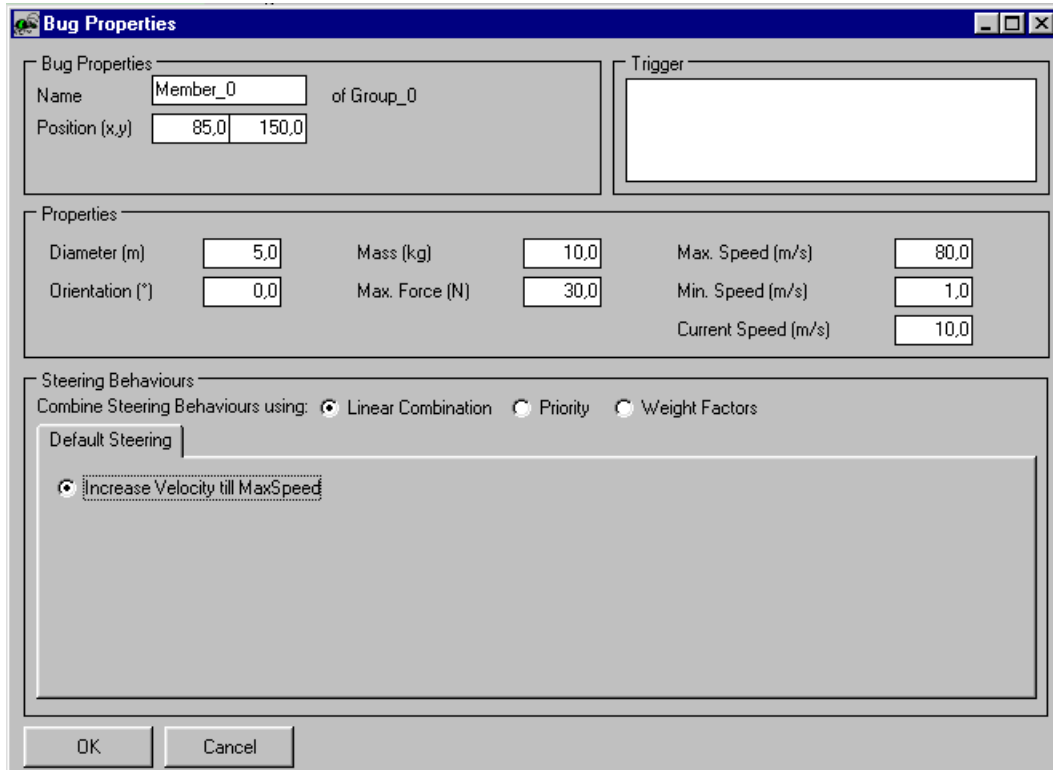 Bug Properties
Bug Properties
Name Member_0 of Group_0
Position (x,y) 85,0 150,0
Trigger
Properties
Diameter (m) 5,0 Mass (kg) 10,0 Max. Speed (m/s) 80,0
Orientation (°) 0,0 Max. Force (N) 30,0 Min. Speed (m/s) 1,0
Current Speed (m/s) 10,0
Steering Behaviours
Combine Steering Behaviours using: Linear Combination Priority Weight Factors
Default Steering
Increase Velocity till MaxSpeed
OK Cancel